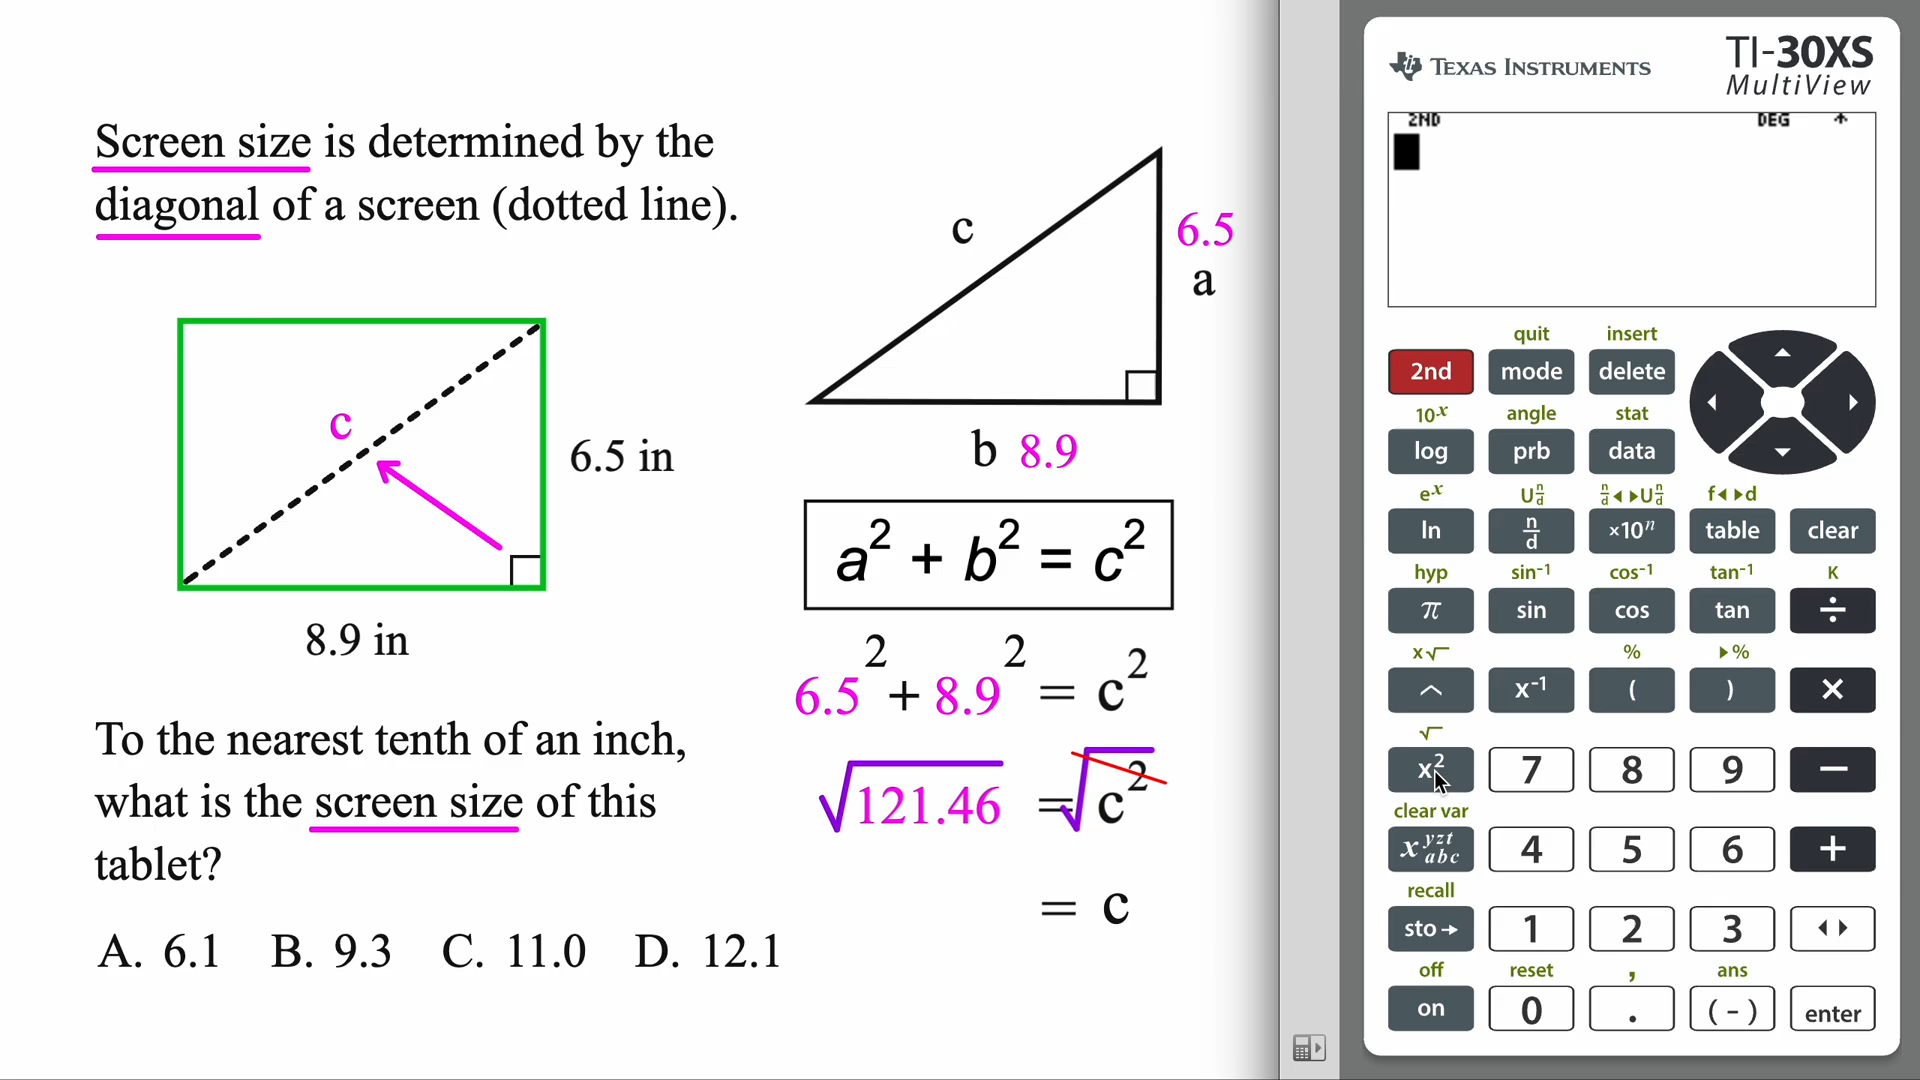 Screen size is determined by the
diagonal of a screen (dotted line).
c
6.5 in
8.9 in
To the nearest tenth of an inch,
what is the screen size of this
tablet?
A. 6.1 B. 9.3 C. 11.0 D. 12.1
c
6.5
a
b 8.9
a² + b² = c²
6.5² + 8.9² = c²
√121.46 = √c²
= c
TEXAS INSTRUMENTS
TI-30XS
MultiView
2ND DEG ↑
quit insert
2nd mode delete
10ˣ angle stat
log prb data
eˣ U n/d n/d◂▸U n/d f◂▸d
ln n/d ×10ⁿ table clear
hyp sin⁻¹ cos⁻¹ tan⁻¹ K
π sin cos tan ÷
x√ % ▸%
^ x⁻¹ ( ) ×
√
x² 7 8 9 −
clear var
x yzt abc 4 5 6 +
recall
sto→ 1 2 3 ◂▸
off reset , ans
on 0 . (-) enter